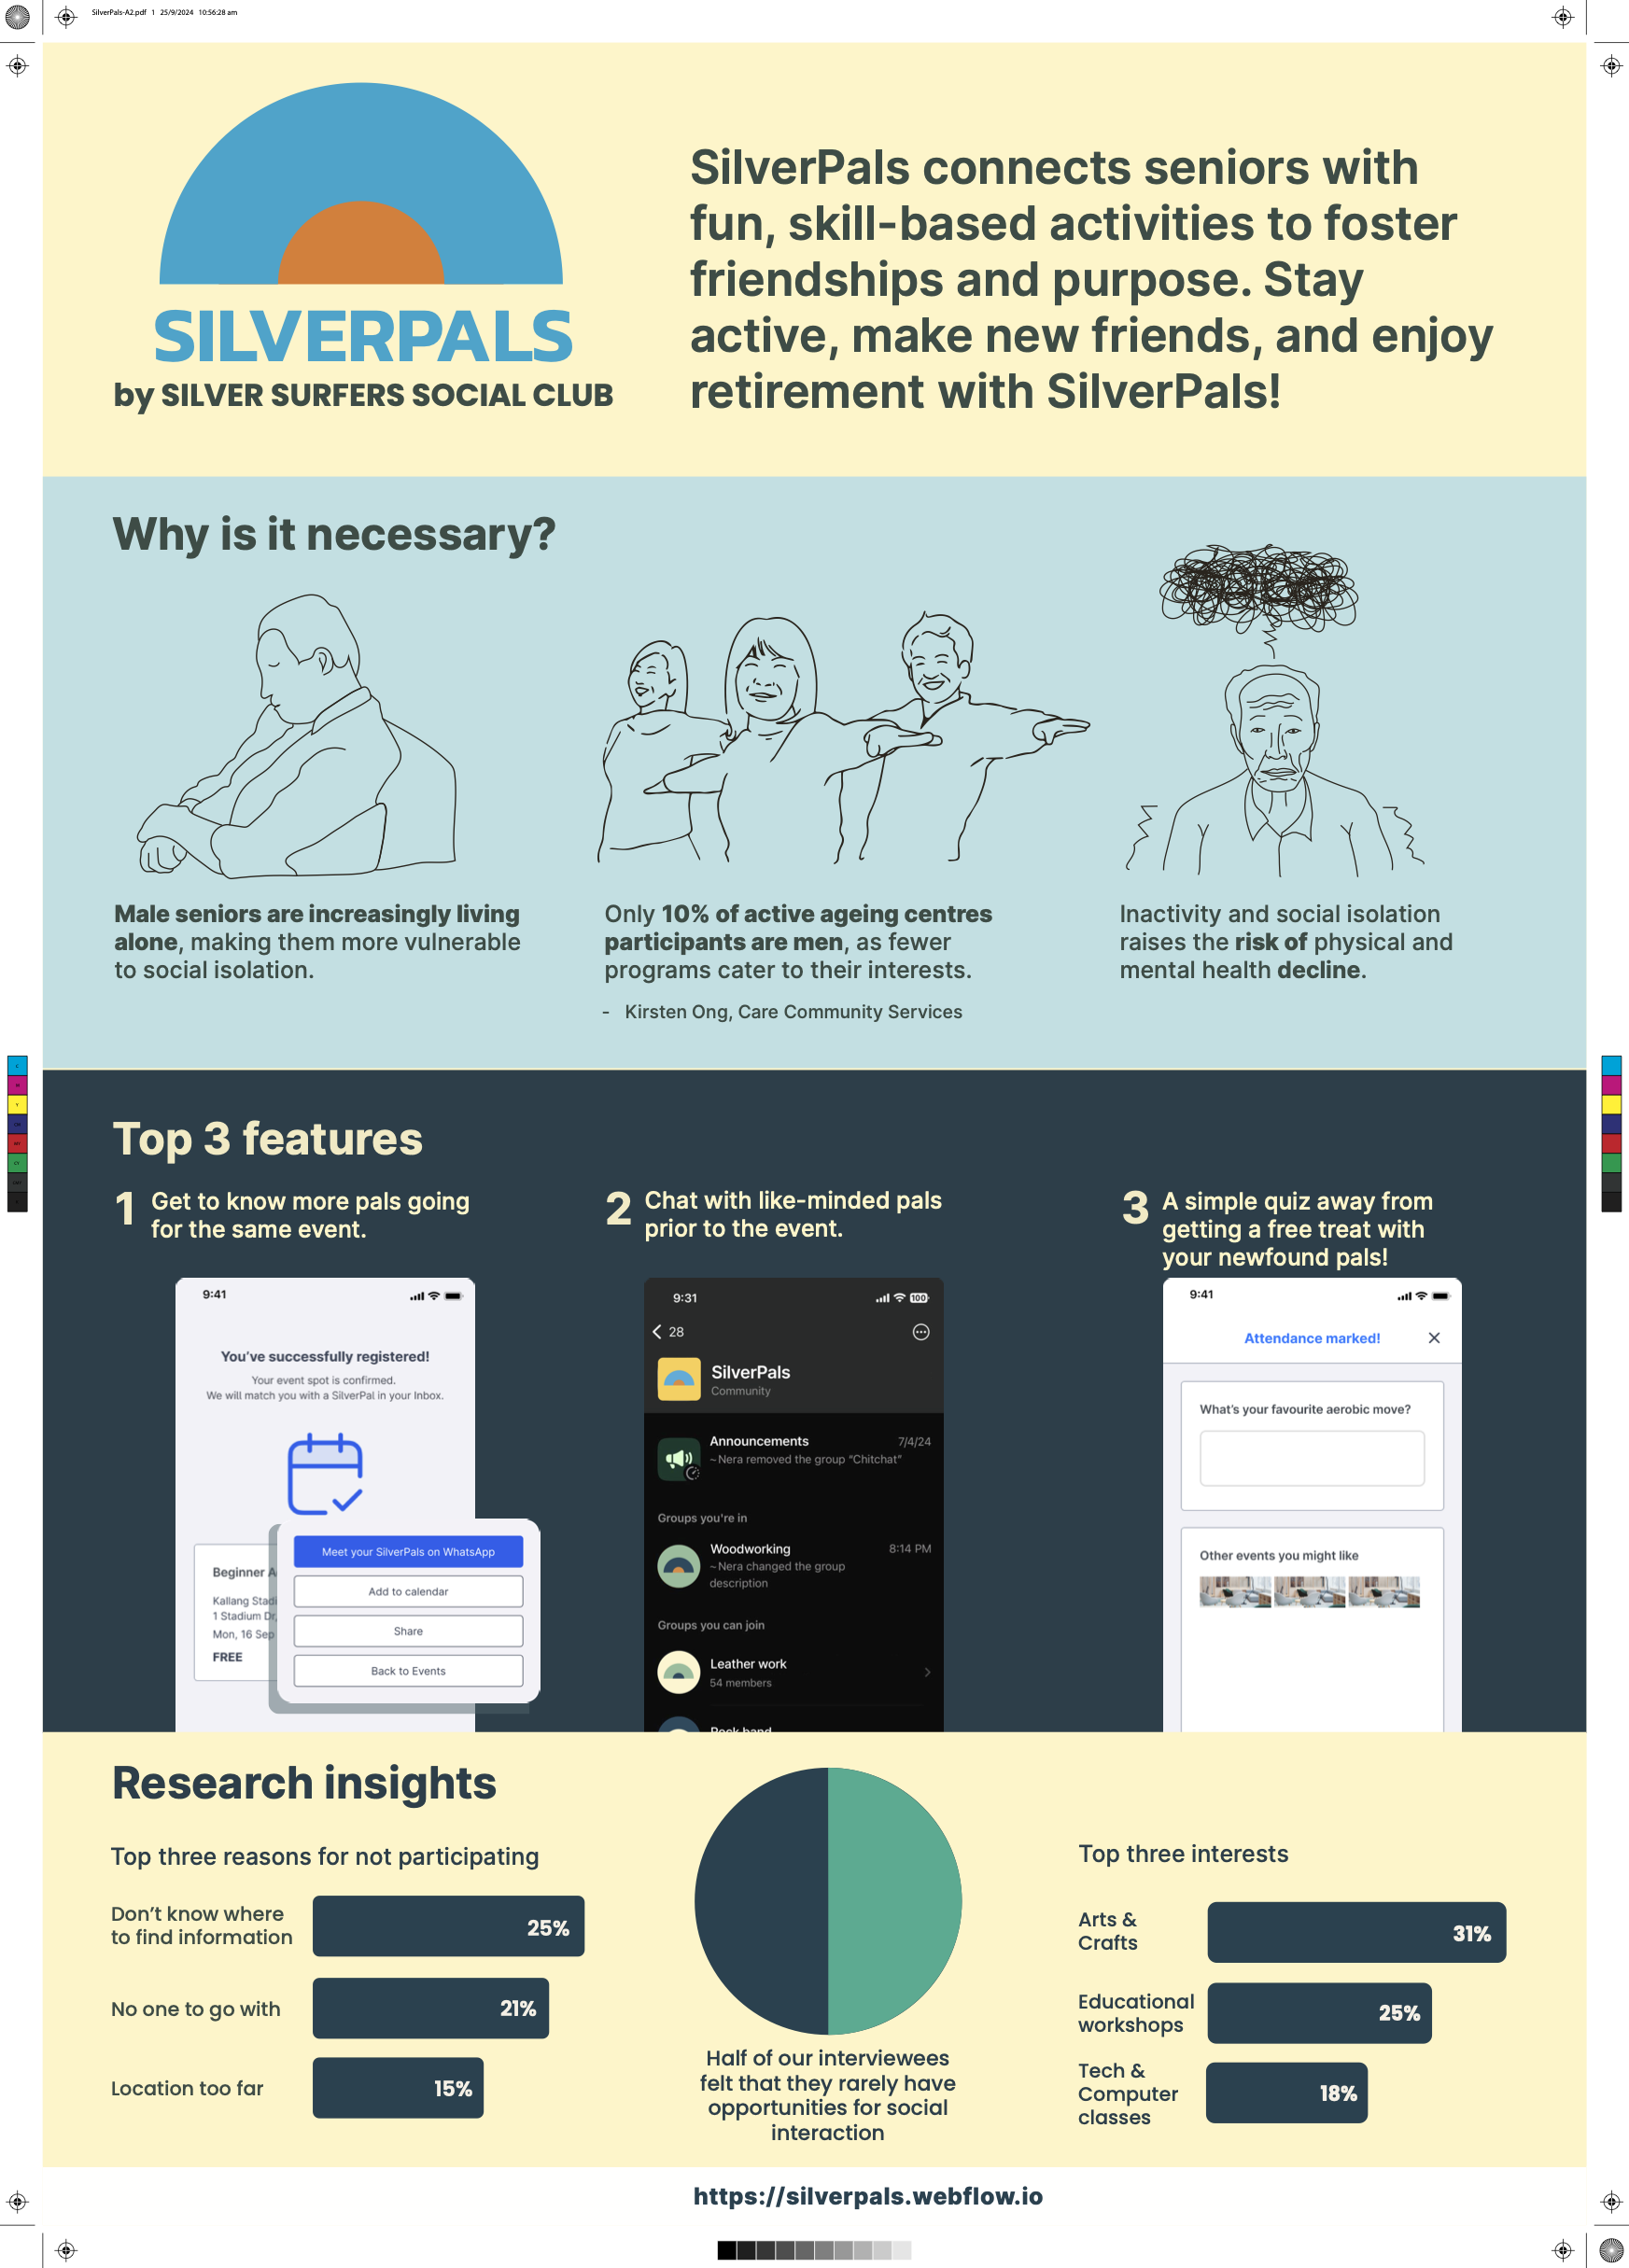 SilverPals-A2.pdf 1 25/9/2024 10:56:28 am
SILVERPALS
by SILVER SURFERS SOCIAL CLUB
SilverPals connects seniors with
fun, skill-based activities to foster
friendships and purpose. Stay
active, make new friends, and enjoy
retirement with SilverPals!
Why is it necessary?
Male seniors are increasingly living
alone, making them more vulnerable
to social isolation.
Only 10% of active ageing centres
participants are men, as fewer
programs cater to their interests.
- Kirsten Ong, Care Community Services
Inactivity and social isolation
raises the risk of physical and
mental health decline.
Top 3 features
1 Get to know more pals going
for the same event.
9:41
You've successfully registered!
Your event spot is confirmed.
We will match you with a SilverPal in your Inbox.
Beginner A
Kallang Stadi
1 Stadium Dr,
Mon, 16 Sep
FREE
Meet your SilverPals on WhatsApp
Add to calendar
Share
Back to Events
2 Chat with like-minded pals
prior to the event.
9:31
100
28
SilverPals
Community
Announcements 7/4/24
~Nera removed the group "Chitchat"
Groups you're in
Woodworking 8:14 PM
~Nera changed the group
description
Groups you can join
Leather work
54 members
Rock band
3 A simple quiz away from
getting a free treat with
your newfound pals!
9:41
Attendance marked!
What's your favourite aerobic move?
Other events you might like
Research insights
Top three reasons for not participating
Don't know where
to find information
25%
No one to go with 21%
Location too far 15%
Half of our interviewees
felt that they rarely have
opportunities for social
interaction
Top three interests
Arts &
Crafts
31%
Educational
workshops
25%
Tech &
Computer
classes
18%
https://silverpals.webflow.io